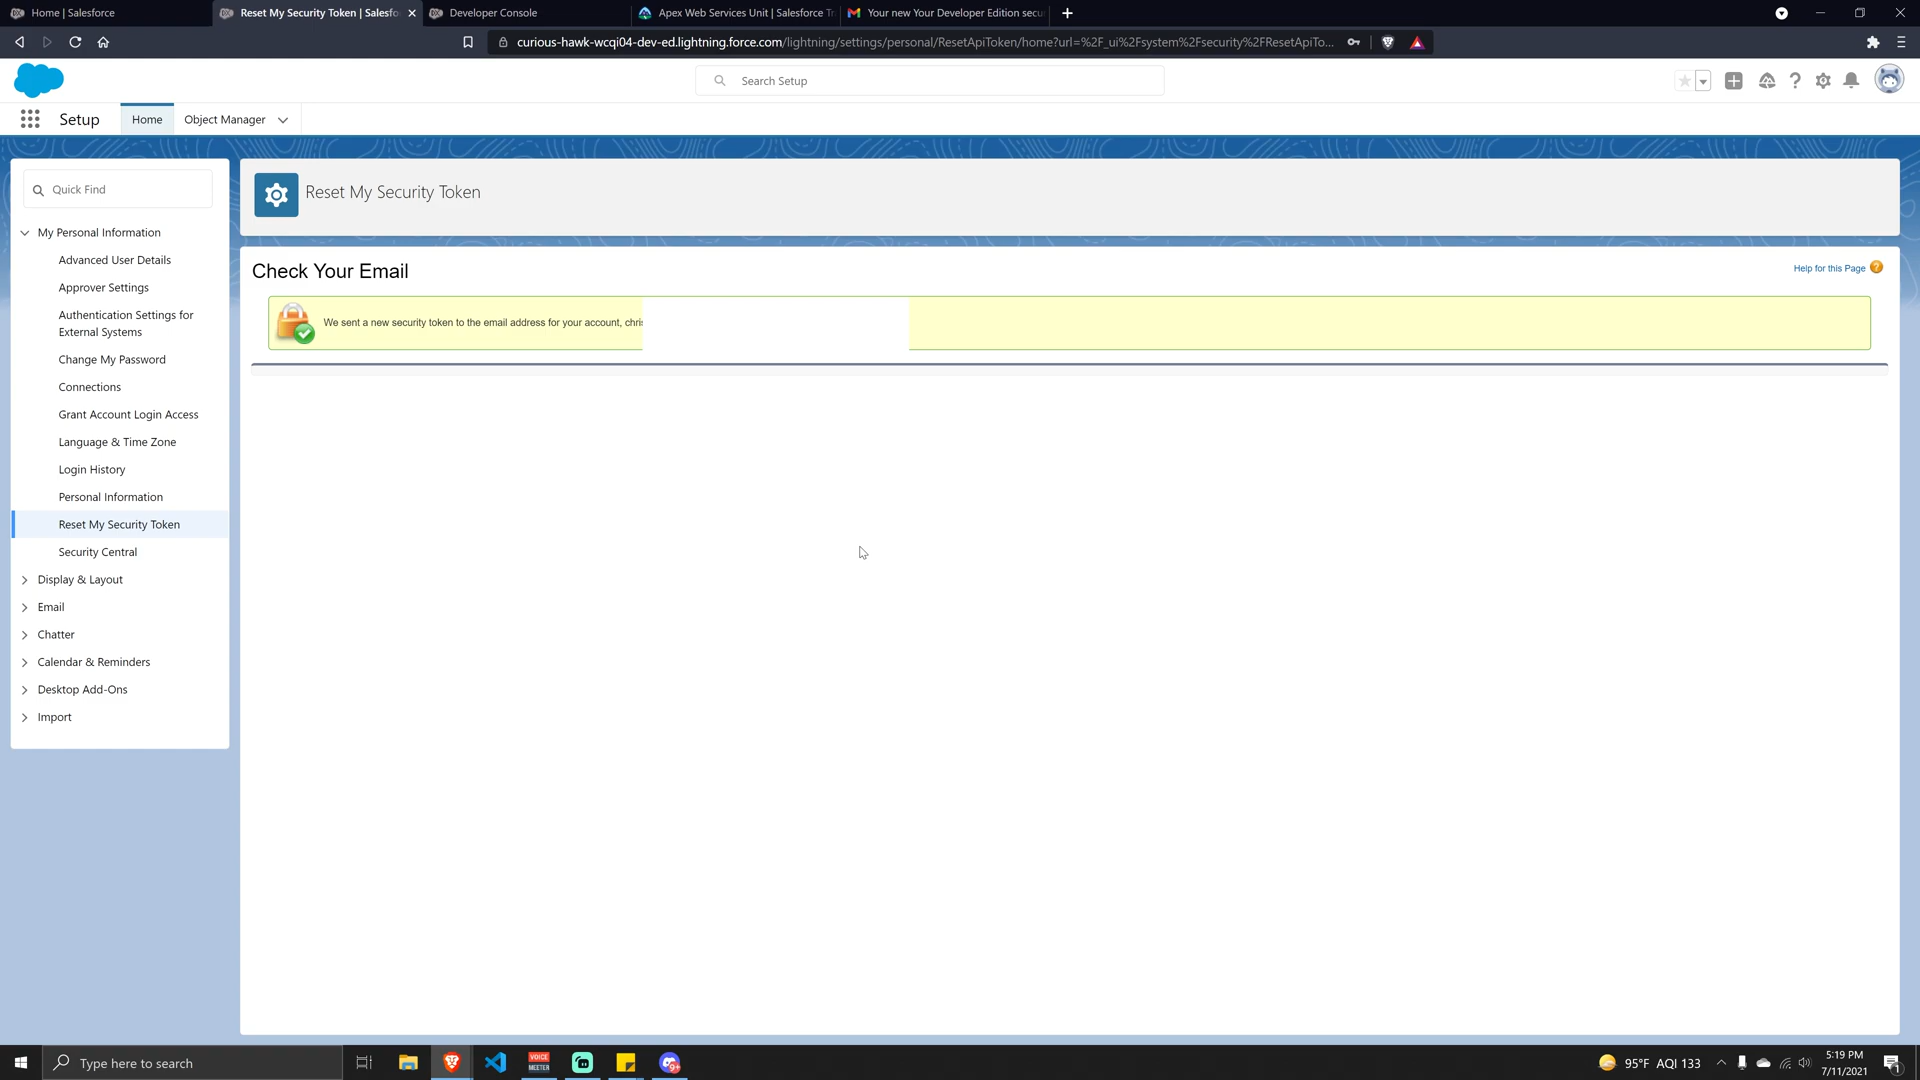 Home | Salesforce
Reset My Security Token | Salesfo
Developer Console
Apex Web Services Unit | Salesforce Tr
Your new Your Developer Edition secu
curious-hawk-wcqi04-dev-ed.lightning.force.com/lightning/settings/personal/ResetApiToken/home?url=%2F_ui%2Fsystem%2Fsecurity%2FResetApiTo...
Search Setup
Setup
Home
Object Manager
Quick Find
Reset My Security Token
My Personal Information
Advanced User Details
Approver Settings
Authentication Settings for
External Systems
Change My Password
Connections
Grant Account Login Access
Language & Time Zone
Login History
Personal Information
Reset My Security Token
Security Central
Display & Layout
Email
Chatter
Calendar & Reminders
Desktop Add-Ons
Import
Check Your Email
Help for this Page
We sent a new security token to the email address for your account, chris
Type here to search
VOICE
MEETER
9+
95°F AQI 133
5:19 PM
7/11/2021
1